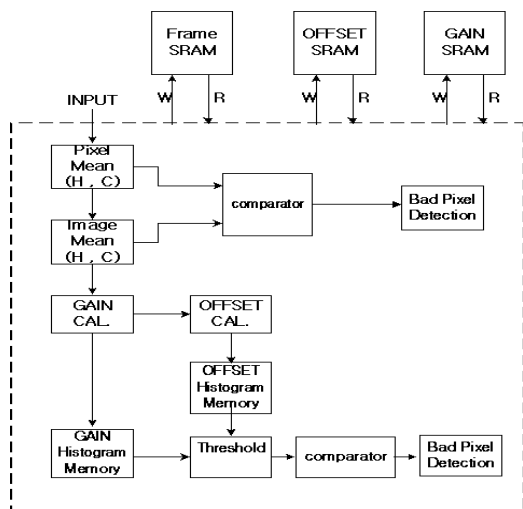 Frame
SRAM
OFFSET
SRAM
GAIN
SRAM
W
R
W
R
W
R
INPUT
Pixel
Mean
(H , C)
comparator
Bad Pixel
Detection
Image
Mean
(H , C)
GAIN
CAL.
OFFSET
CAL.
OFFSET
Histogram
Memory
GAIN
Histogram
Memory
Threshold
comparator
Bad Pixel
Detection